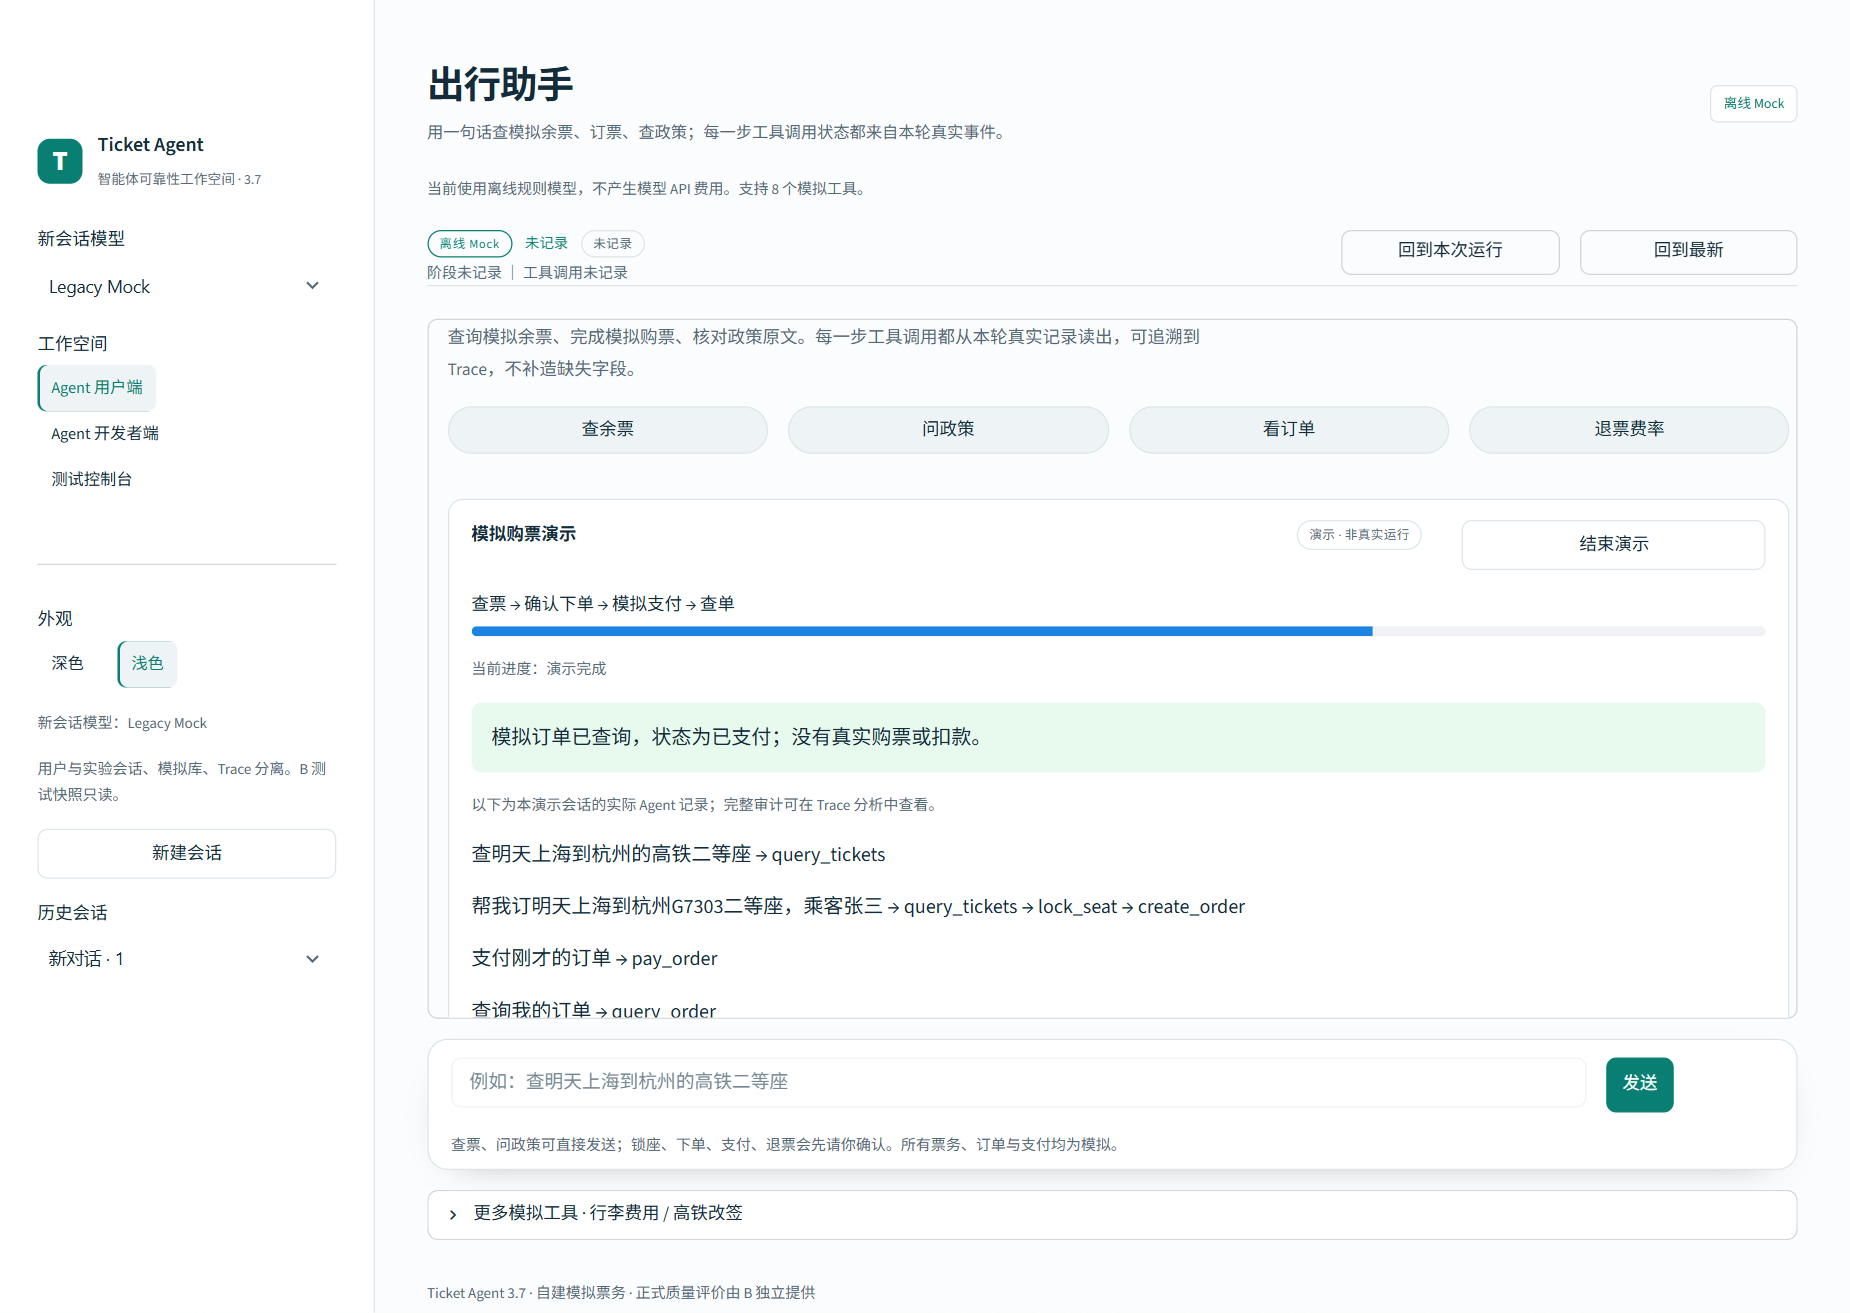 T
Ticket Agent
智能体可靠性工作空间 · 3.7
新会话模型
Legacy Mock
工作空间
Agent 用户端
Agent 开发者端
测试控制台
外观
深色
浅色
新会话模型：Legacy Mock
用户与实验会话、模拟库、Trace 分离。B 测
试快照只读。
新建会话
历史会话
新对话 · 1
出行助手
用一句话查模拟余票、订票、查政策；每一步工具调用状态都来自本轮真实事件。
离线 Mock
当前使用离线规则模型，不产生模型 API 费用。支持 8 个模拟工具。
离线 Mock
未记录
未记录
阶段未记录 | 工具调用未记录
回到本次运行
回到最新
查询模拟余票、完成模拟购票、核对政策原文。每一步工具调用都从本轮真实记录读出，可追溯到
Trace，不补造缺失字段。
查余票
问政策
看订单
退票费率
模拟购票演示
演示 · 非真实运行
结束演示
查票 → 确认下单 → 模拟支付 → 查单
当前进度：演示完成
模拟订单已查询，状态为已支付；没有真实购票或扣款。
以下为本演示会话的实际 Agent 记录；完整审计可在 Trace 分析中查看。
查明天上海到杭州的高铁二等座 → query_tickets
帮我订明天上海到杭州G7303二等座，乘客张三 → query_tickets → lock_seat → create_order
支付刚才的订单 → pay_order
查询我的订单 → query_order
例如：查明天上海到杭州的高铁二等座
发送
查票、问政策可直接发送；锁座、下单、支付、退票会先请你确认。所有票务、订单与支付均为模拟。
更多模拟工具 · 行李费用 / 高铁改签
Ticket Agent 3.7 · 自建模拟票务 · 正式质量评价由 B 独立提供